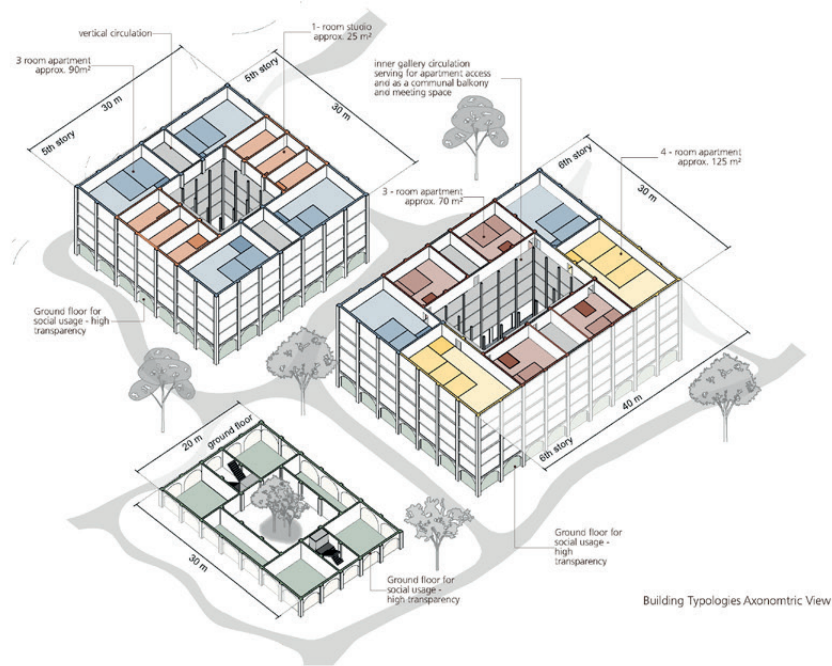 vertical circulation
1- room studio
approx. 25 m²
3 room apartment
approx. 90m²
5th story
30 m
5th story
30 m
inner gallery circulation
serving for apartment access
and as a communal balkony
and meeting space
6th story
30 m
4 - room apartment
approx. 125 m²
3 - room apartment
approx. 70 m²
Ground floor for
social usage - high
transparency
20 m
ground floor
30 m
40 m
6th story
Ground floor for
social usage -
high
transparency
Ground floor for
social usage -
high transparency
Building Typologies Axonomtric View